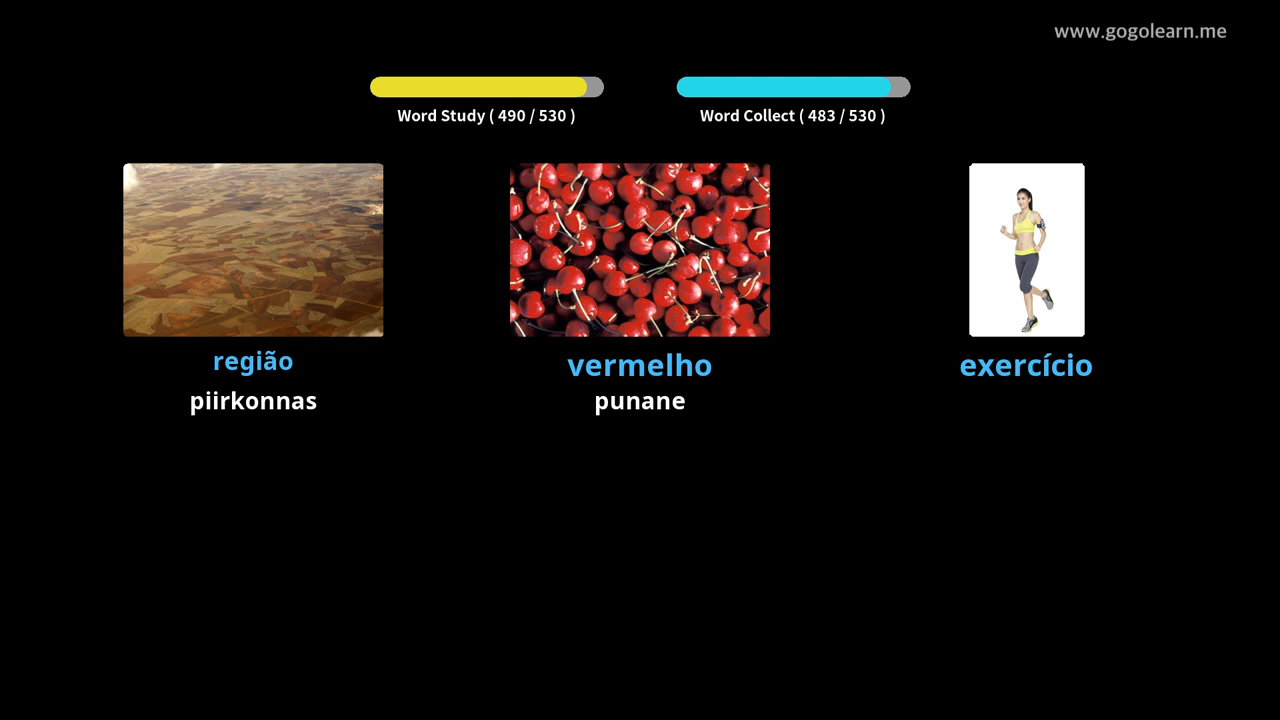 www.gogolearn.me
Word Study ( 490 / 530 )
Word Collect ( 483 / 530 )
região
vermelho
exercício
piirkonnas
punane